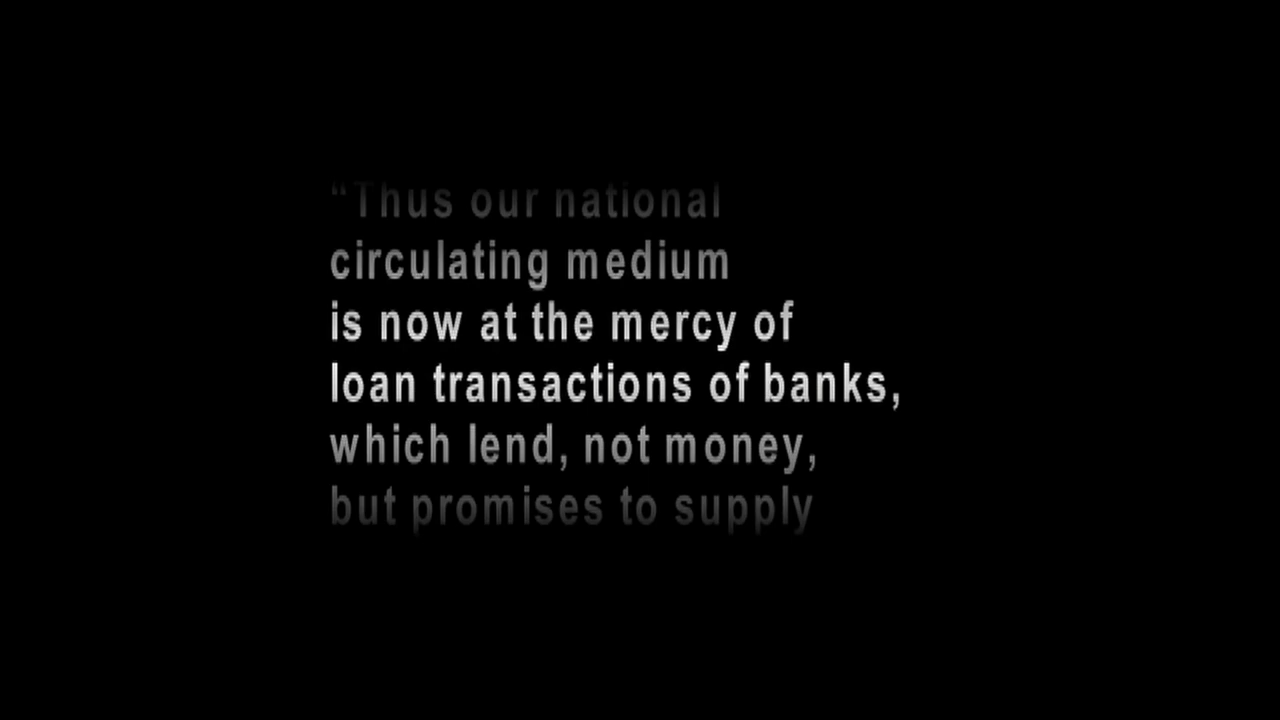 “Thus our national
circulating medium
is now at the mercy of
loan transactions of banks,
which lend, not money,
but promises to supply